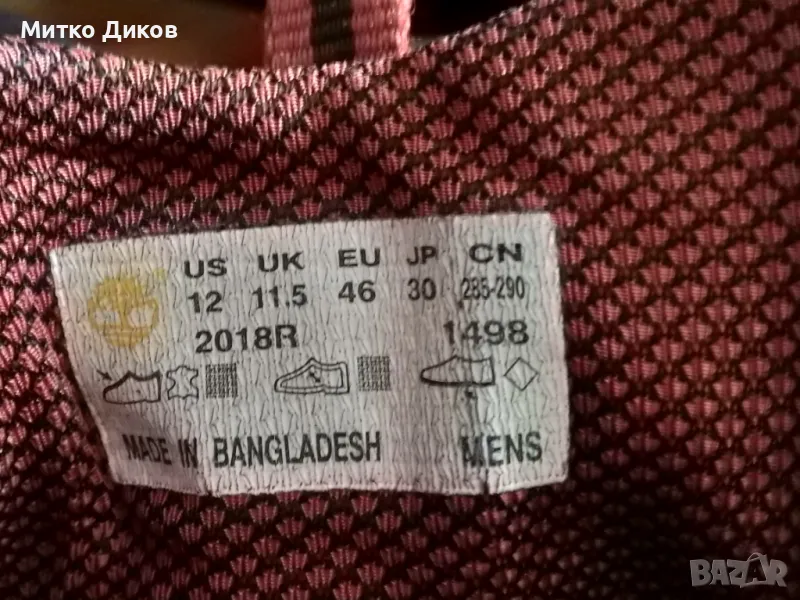 Митко Диков
US UK EU JP CN
12 11.5 46 30 285-290
2018R 1498
MADE IN BANGLADESH MENS
BAZAR